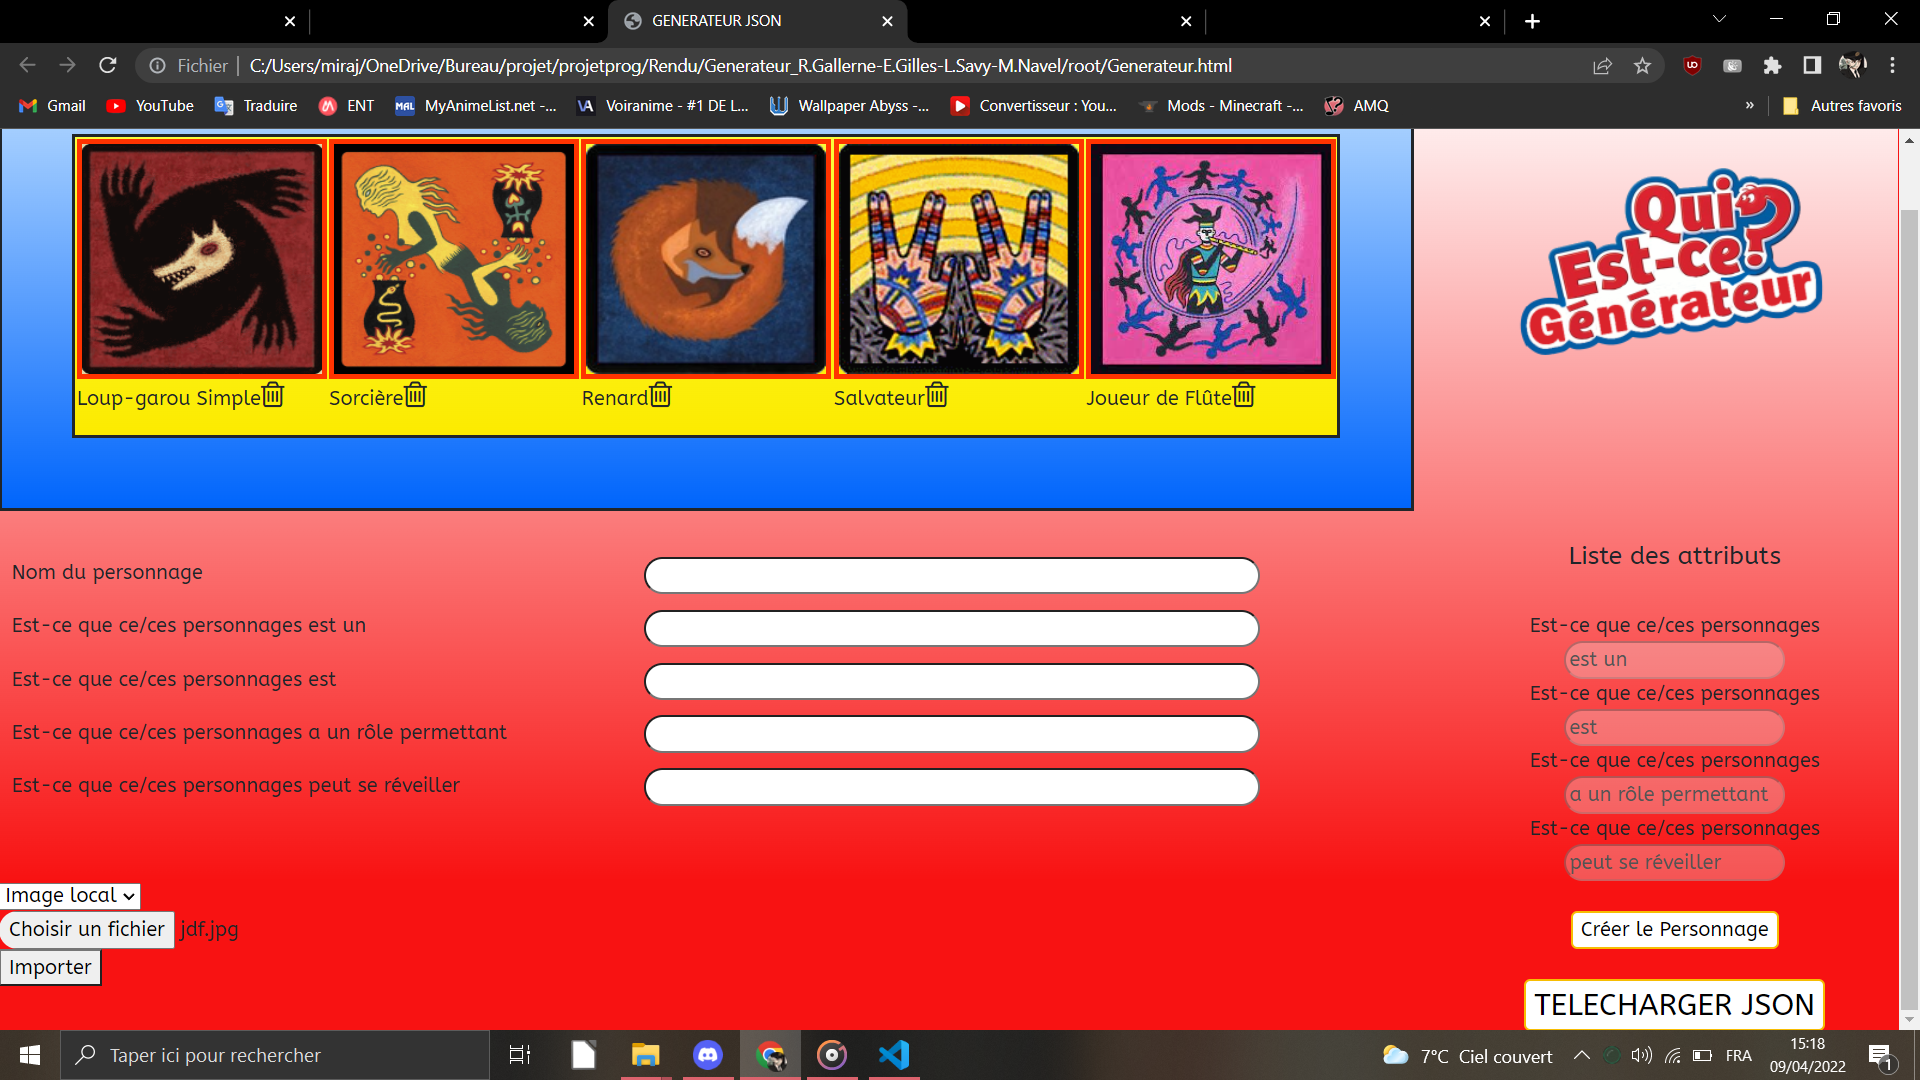 GENERATEUR JSON
Fichier | C:/Users/miraj/OneDrive/Bureau/projet/projetprog/Rendu/Generateur_R.Gallerne-E.Gilles-L.Savy-M.Navel/root/Generateur.html
Gmail YouTube Traduire ENT MyAnimeList.net -... Voiranime - #1 DE L... Wallpaper Abyss -... Convertisseur : You... Mods - Minecraft -... AMQ » Autres favoris
Qui
Est-ce?
Générateur
Loup-garou Simple Sorcière Renard Salvateur Joueur de Flûte
Nom du personnage
Est-ce que ce/ces personnages est un
Est-ce que ce/ces personnages est
Est-ce que ce/ces personnages a un rôle permettant
Est-ce que ce/ces personnages peut se réveiller
Liste des attributs
Est-ce que ce/ces personnages
est un
Est-ce que ce/ces personnages
est
Est-ce que ce/ces personnages
a un rôle permettant
Est-ce que ce/ces personnages
peut se réveiller
Image local
Choisir un fichier jdf.jpg
Importer
Créer le Personnage
TELECHARGER JSON
Taper ici pour rechercher
7°C Ciel couvert
FRA
15:18
09/04/2022
1